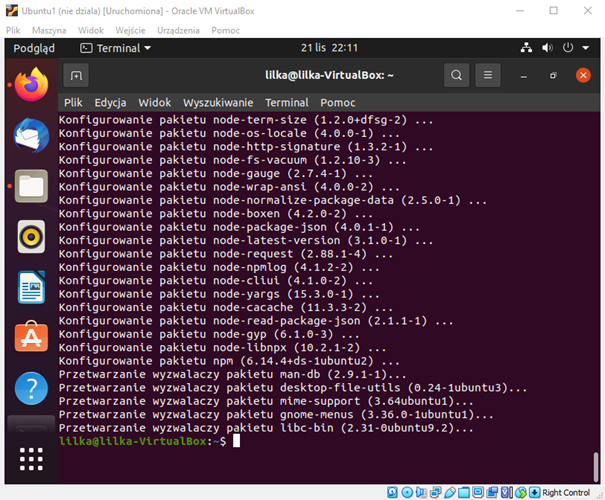 Ubuntu1 (nie dziala) [Uruchomiona] - Oracle VM VirtualBox
Plik Maszyna Widok Wejście Urządzenia Pomoc
Podgląd Terminal 21 lis 22:11
lilka@lilka-VirtualBox: ~
Plik Edycja Widok Wyszukiwanie Terminal Pomoc
Konfigurowanie pakietu node-term-size (1.2.0+dfsg-2) ...
Konfigurowanie pakietu node-os-locale (4.0.0-1) ...
Konfigurowanie pakietu node-http-signature (1.3.2-1) ...
Konfigurowanie pakietu node-fs-vacuum (1.2.10-3) ...
Konfigurowanie pakietu node-gauge (2.7.4-1) ...
Konfigurowanie pakietu node-wrap-ansi (4.0.0-2) ...
Konfigurowanie pakietu node-normalize-package-data (2.5.0-1) ...
Konfigurowanie pakietu node-boxen (4.2.0-2) ...
Konfigurowanie pakietu node-package-json (4.0.1-1) ...
Konfigurowanie pakietu node-latest-version (3.1.0-1) ...
Konfigurowanie pakietu node-request (2.88.1-4) ...
Konfigurowanie pakietu node-npmlog (4.1.2-2) ...
Konfigurowanie pakietu node-cliui (4.1.0-2) ...
Konfigurowanie pakietu node-yargs (15.3.0-1) ...
Konfigurowanie pakietu node-cacache (11.3.3-2) ...
Konfigurowanie pakietu node-read-package-json (2.1.1-1) ...
Konfigurowanie pakietu node-gyp (6.1.0-3) ...
Konfigurowanie pakietu node-libnpx (10.2.1-2) ...
Konfigurowanie pakietu npm (6.14.4+ds-1ubuntu2) ...
Przetwarzanie wyzwalaczy pakietu man-db (2.9.1-1)...
Przetwarzanie wyzwalaczy pakietu desktop-file-utils (0.24-1ubuntu3)...
Przetwarzanie wyzwalaczy pakietu mime-support (3.64ubuntu1)...
Przetwarzanie wyzwalaczy pakietu gnome-menus (3.36.0-1ubuntu1)...
Przetwarzanie wyzwalaczy pakietu libc-bin (2.31-0ubuntu9.2)...
lilka@lilka-VirtualBox:~$
Right Control